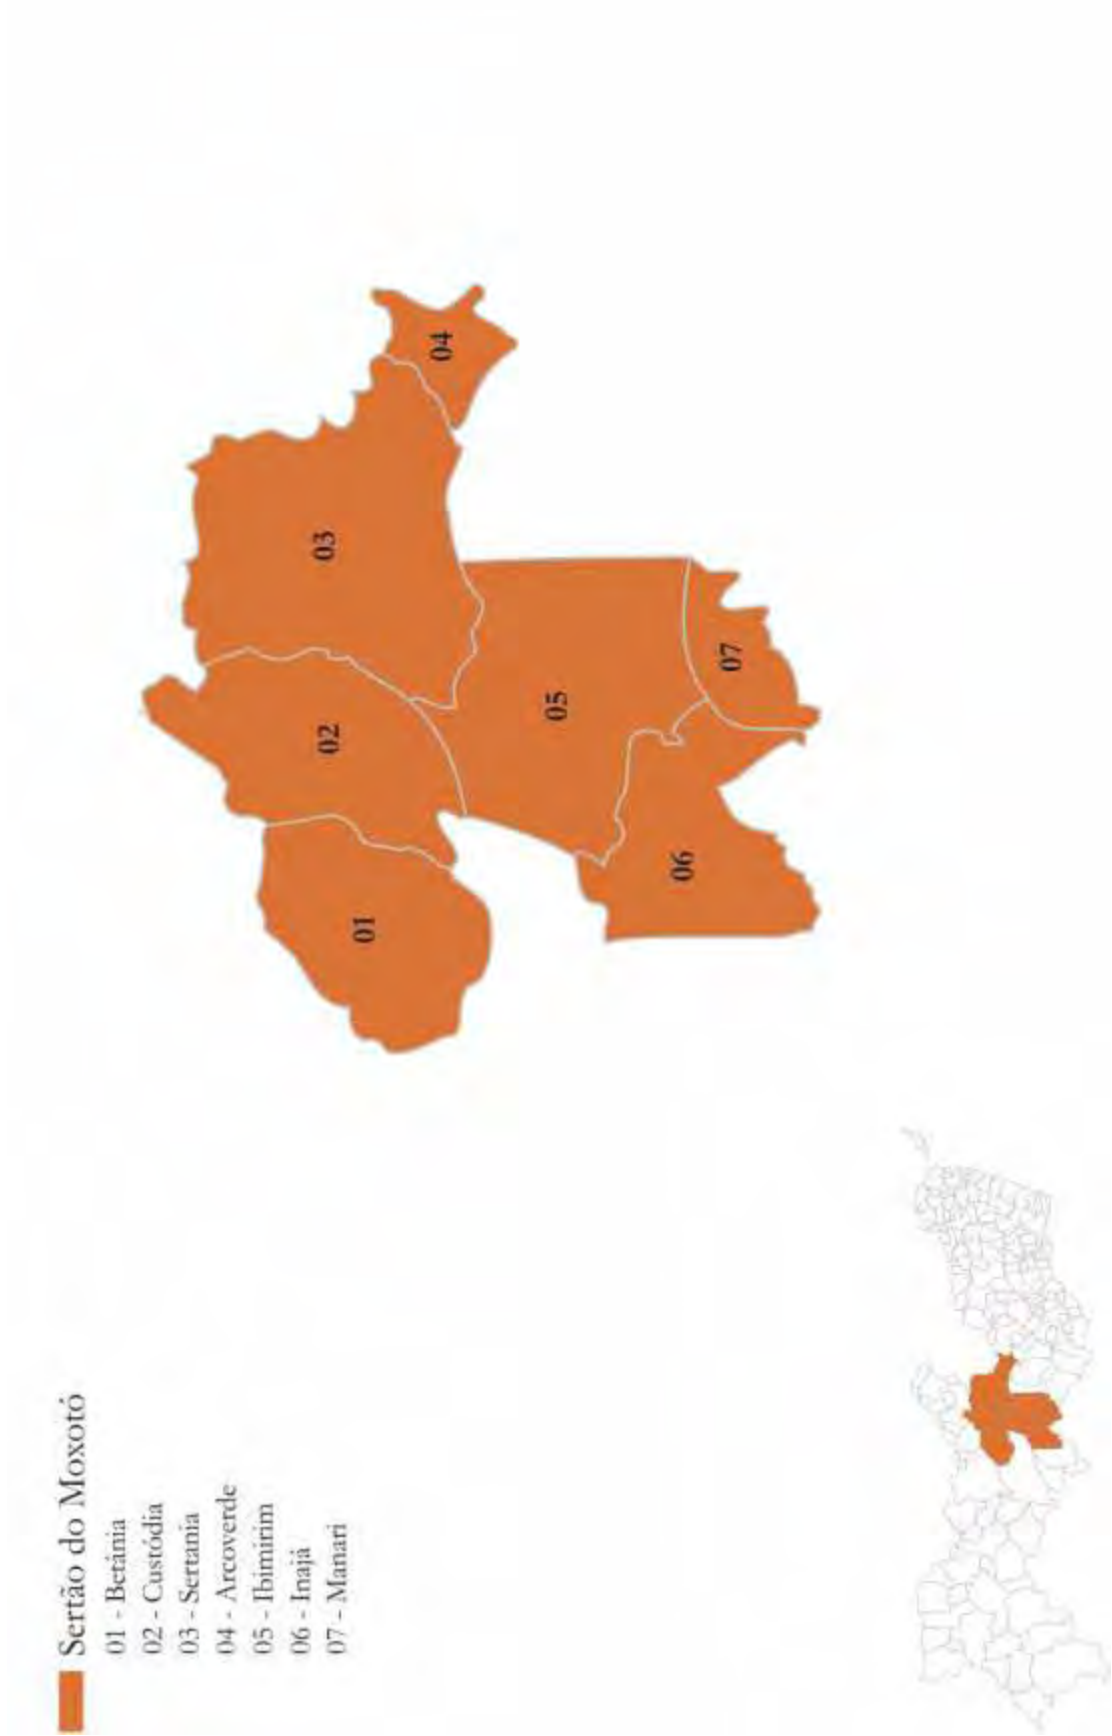 Sertão do Moxotó
01 - Betânia
02 - Custódia
03 - Sertania
04 - Arcoverde
05 - Ibimirim
06 - Inajá
07 - Manari
01
02
03
04
05
06
07